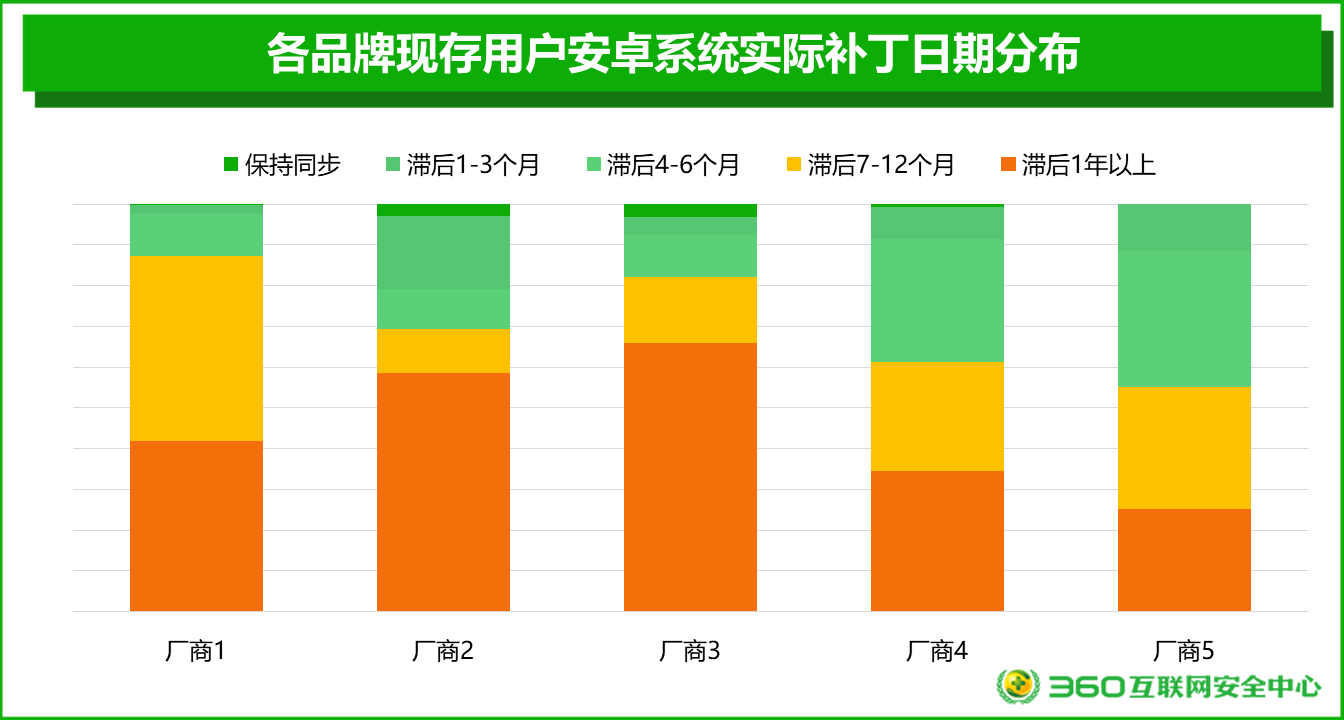 各品牌现存用户安卓系统实际补丁日期分布
保持同步 滞后1-3个月 滞后4-6个月 滞后7-12个月 滞后1年以上
厂商1 厂商2 厂商3 厂商4 厂商5
360互联网安全中心